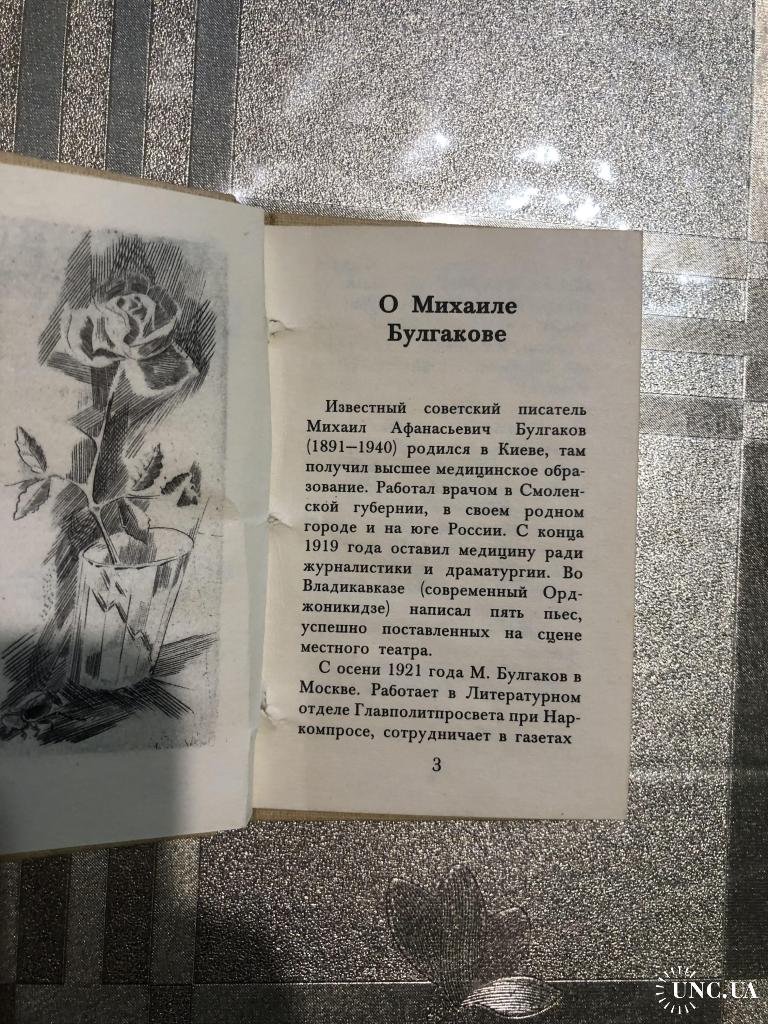 О Михаиле
Булгакове
Известный советский писатель
Михаил Афанасьевич Булгаков
(1891—1940) родился в Киеве, там
получил высшее медицинское обра-
зование. Работал врачом в Смолен-
ской губернии, в своем родном
городе и на юге России. С конца
1919 года оставил медицину ради
журналистики и драматургии. Во
Владикавказе (современный Орд-
жоникидзе) написал пять пьес,
успешно поставленных на сцене
местного театра.
С осени 1921 года М. Булгаков в
Москве. Работает в Литературном
отделе Главполитпросвета при Нар-
компросе, сотрудничает в газетах
3
UNC.UA